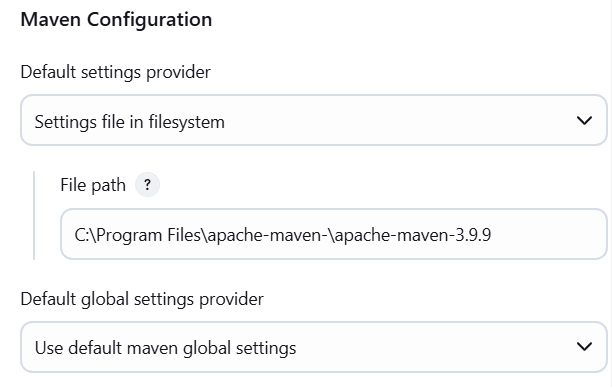 Maven Configuration
Default settings provider
Settings file in filesystem
File path ?
C:\Program Files\apache-maven-\apache-maven-3.9.9
Default global settings provider
Use default maven global settings